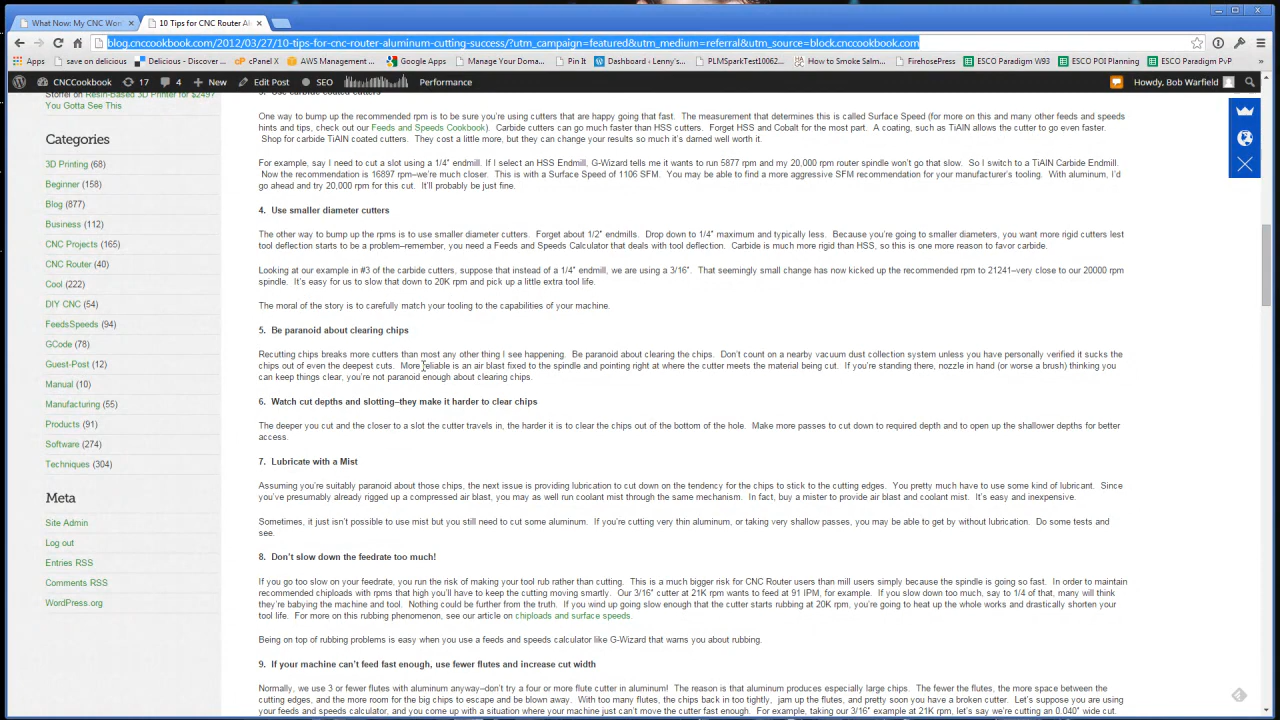 What Now: My CNC Won
10 Tips for CNC Router Al
blog.cnccookbook.com/2012/03/27/10-tips-for-cnc-router-aluminum-cutting-success/?utm_campaign=featured&utm_medium=referral&utm_source=block.cnccookbook.com
Apps save on delicious Delicious - Discover cPanel X AWS Management Google Apps Manage Your Doma Pin It Dashboard ‹ Lenny's PLMSparkTest10062 How to Smoke Salm FirehosePress ESCO Paradigm W93 ESCO POI Planning ESCO Paradigm PvCT
CNCCookbook 17 4 New Edit Post SEO Performance Howdy, Bob Warfield
Stoffel on Resin-based 3D Printer for $249?
You Gotta See This
Categories
3D Printing (68)
Beginner (158)
Blog (877)
Business (112)
CNC Projects (165)
CNC Router (40)
Cool (222)
DIY CNC (54)
FeedsSpeeds (94)
GCode (78)
Guest-Post (12)
Manual (10)
Manufacturing (55)
Products (91)
Software (274)
Techniques (304)
Meta
Site Admin
Log out
Entries RSS
Comments RSS
WordPress.org
3. Use carbide coated cutters
One way to bump up the recommended rpm is to be sure you're using cutters that are happy going that fast. The measurement that determines this is called Surface Speed (for more on this and many other feeds and speeds
hints and tips, check out our Feeds and Speeds Cookbook). Carbide cutters can go much faster than HSS cutters. Forget HSS and Cobalt for the most part. A coating, such as TiAlN allows the cutter to go even faster.
Shop for carbide TiAlN coated cutters. They cost a little more, but they can change your results so much it's darned well worth it.
For example, say I need to cut a slot using a 1/4" endmill. If I select an HSS Endmill, G-Wizard tells me it wants to run 5877 rpm and my 20,000 rpm router spindle won't go that slow. So I switch to a TiAlN Carbide Endmill.
Now the recommendation is 16897 rpm–we're much closer. This is with a Surface Speed of 1106 SFM. You may be able to find a more aggressive SFM recommendation for your manufacturer's tooling. With aluminum, I'd
go ahead and try 20,000 rpm for this cut. It'll probably be just fine.
4. Use smaller diameter cutters
The other way to bump up the rpms is to use smaller diameter cutters. Forget about 1/2" endmills. Drop down to 1/4" maximum and typically less. Because you're going to smaller diameters, you want more rigid cutters lest
tool deflection starts to be a problem–remember, you need a Feeds and Speeds Calculator that deals with tool deflection. Carbide is much more rigid than HSS, so this is one more reason to favor carbide.
Looking at our example in #3 of the carbide cutters, suppose that instead of a 1/4" endmill, we are using a 3/16". That seemingly small change has now kicked up the recommended rpm to 21241–very close to our 20000 rpm
spindle. It's easy for us to slow that down to 20K rpm and pick up a little extra tool life.
The moral of the story is to carefully match your tooling to the capabilities of your machine.
5. Be paranoid about clearing chips
Recutting chips breaks more cutters than most any other thing I see happening. Be paranoid about clearing the chips. Don't count on a nearby vacuum dust collection system unless you have personally verified it sucks the
chips out of even the deepest cuts. More reliable is an air blast fixed to the spindle and pointing right at where the cutter meets the material being cut. If you're standing there, nozzle in hand (or worse a brush) thinking you
can keep things clear, you're not paranoid enough about clearing chips.
6. Watch cut depths and slotting–they make it harder to clear chips
The deeper you cut and the closer to a slot the cutter travels in, the harder it is to clear the chips out of the bottom of the hole. Make more passes to cut down to required depth and to open up the shallower depths for better
access.
7. Lubricate with a Mist
Assuming you're suitably paranoid about those chips, the next issue is providing lubrication to cut down on the tendency for the chips to stick to the cutting edges. You pretty much have to use some kind of lubricant. Since
you've presumably already rigged up a compressed air blast, you may as well run coolant mist through the same mechanism. In fact, buy a mister to provide air blast and coolant mist. It's easy and inexpensive.
Sometimes, it just isn't possible to use mist but you still need to cut some aluminum. If you're cutting very thin aluminum, or taking very shallow passes, you may be able to get by without lubrication. Do some tests and
see.
8. Don't slow down the feedrate too much!
If you go too slow on your feedrate, you run the risk of making your tool rub rather than cutting. This is a much bigger risk for CNC Router users than mill users simply because the spindle is going so fast. In order to maintain
recommended chiploads with rpms that high you'll have to keep the cutting moving smartly. Our 3/16" cutter at 21K rpm wants to feed at 91 IPM, for example. If you slow down too much, say to 1/4 of that, many will think
they're babying the machine and tool. Nothing could be further from the truth. If you wind up going slow enough that the cutter starts rubbing at 20K rpm, you're going to heat up the whole works and drastically shorten your
tool life. For more on this rubbing phenomenon, see our article on chiploads and surface speeds.
Being on top of rubbing problems is easy when you use a feeds and speeds calculator like G-Wizard that warns you about rubbing.
9. If your machine can't feed fast enough, use fewer flutes and increase cut width
Normally, we use 3 or fewer flutes with aluminum anyway–don't try a four or more flute cutter in aluminum! The reason is that aluminum produces especially large chips. The fewer the flutes, the more space between the
cutting edges, and the more room for the big chips to escape and be blown away. With too many flutes, the chips back in too tightly, jam up the flutes, and pretty soon you have a broken cutter. Let's suppose you are using
your feeds and speeds calculator, and you come up with a situation where your machine just can't move the cutter fast enough. For example, taking our 3/16" example at 21K rpm, let's say we're cutting an 0.040" wide cut.